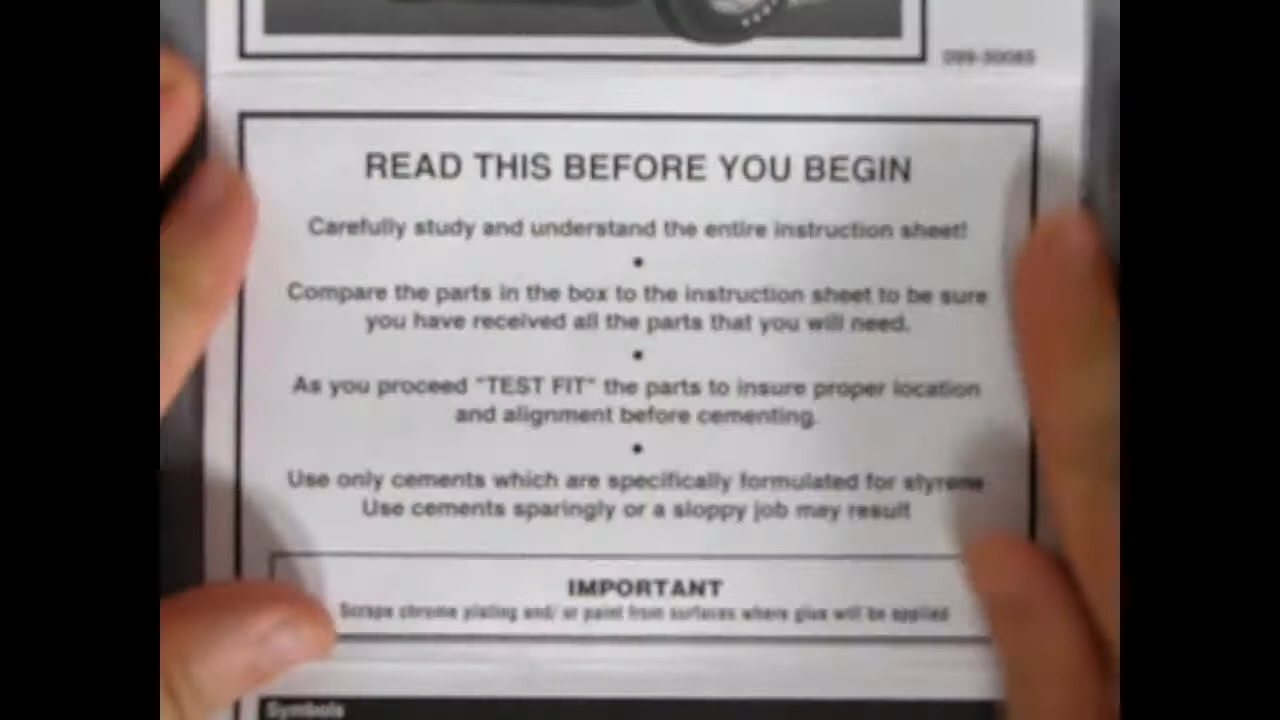 099-30085
READ THIS BEFORE YOU BEGIN
Carefully study and understand the entire instruction sheet!
•
Compare the parts in the box to the instruction sheet to be sure
you have received all the parts that you will need.
•
As you proceed "TEST FIT" the parts to insure proper location
and alignment before cementing.
•
Use only cements which are specifically formulated for styrene
Use cements sparingly or a sloppy job may result
IMPORTANT
Scrape chrome plating and/ or paint from surfaces where glue will be applied
Symbols